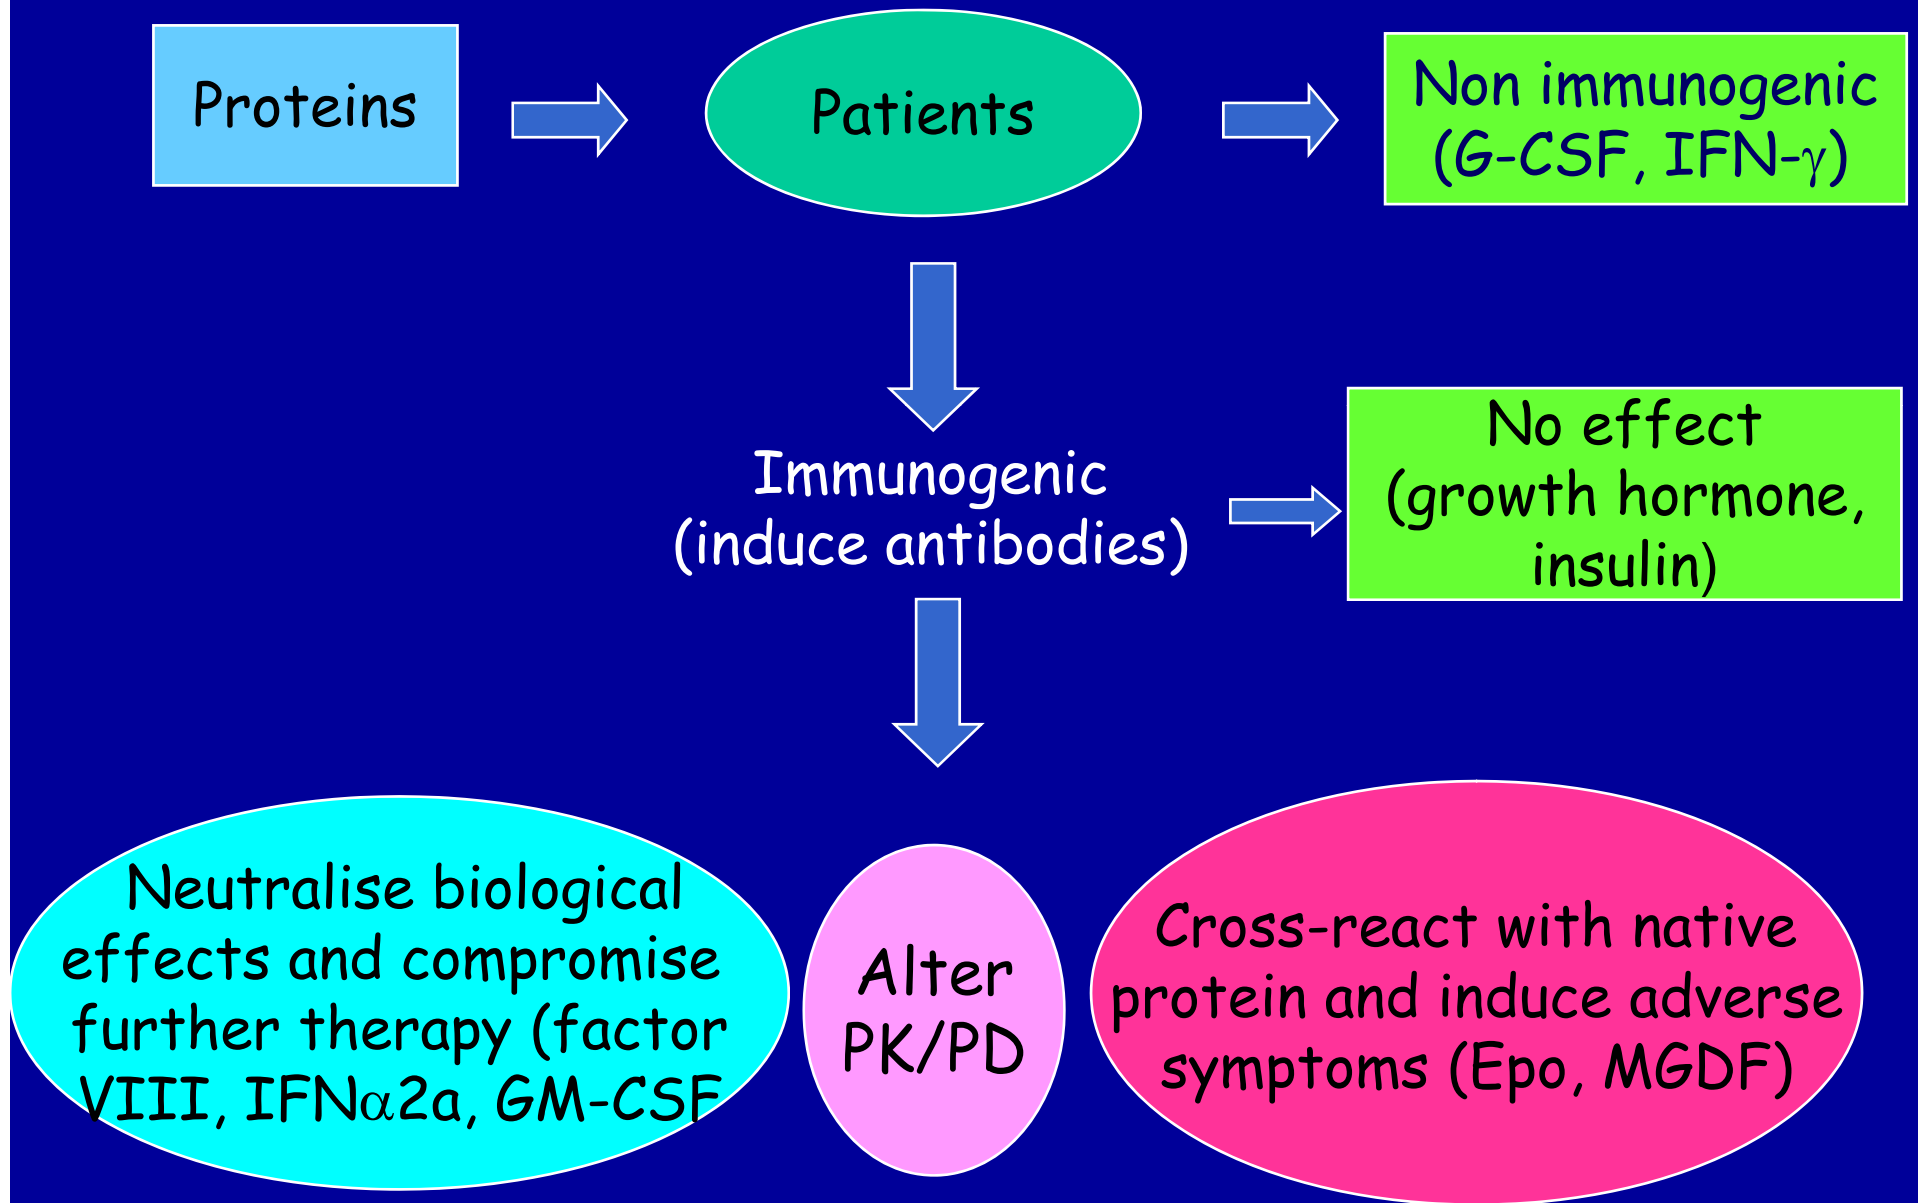 Proteins
Patients
Non immunogenic
(G-CSF, IFN-γ)
Immunogenic
(induce antibodies)
No effect
(growth hormone,
insulin)
Neutralise biological
effects and compromise
further therapy (factor
VIII, IFNα2a, GM-CSF
Alter
PK/PD
Cross-react with native
protein and induce adverse
symptoms (Epo, MGDF)